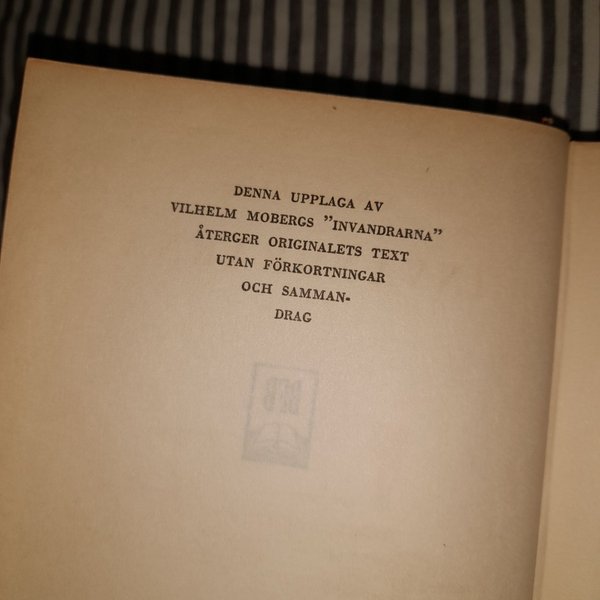 DENNA UPPLAGA AV
VILHELM MOBERGS "INVANDRARNA"
ÅTERGER ORIGINALETS TEXT
UTAN FÖRKORTNINGAR
OCH SAMMAN-
DRAG